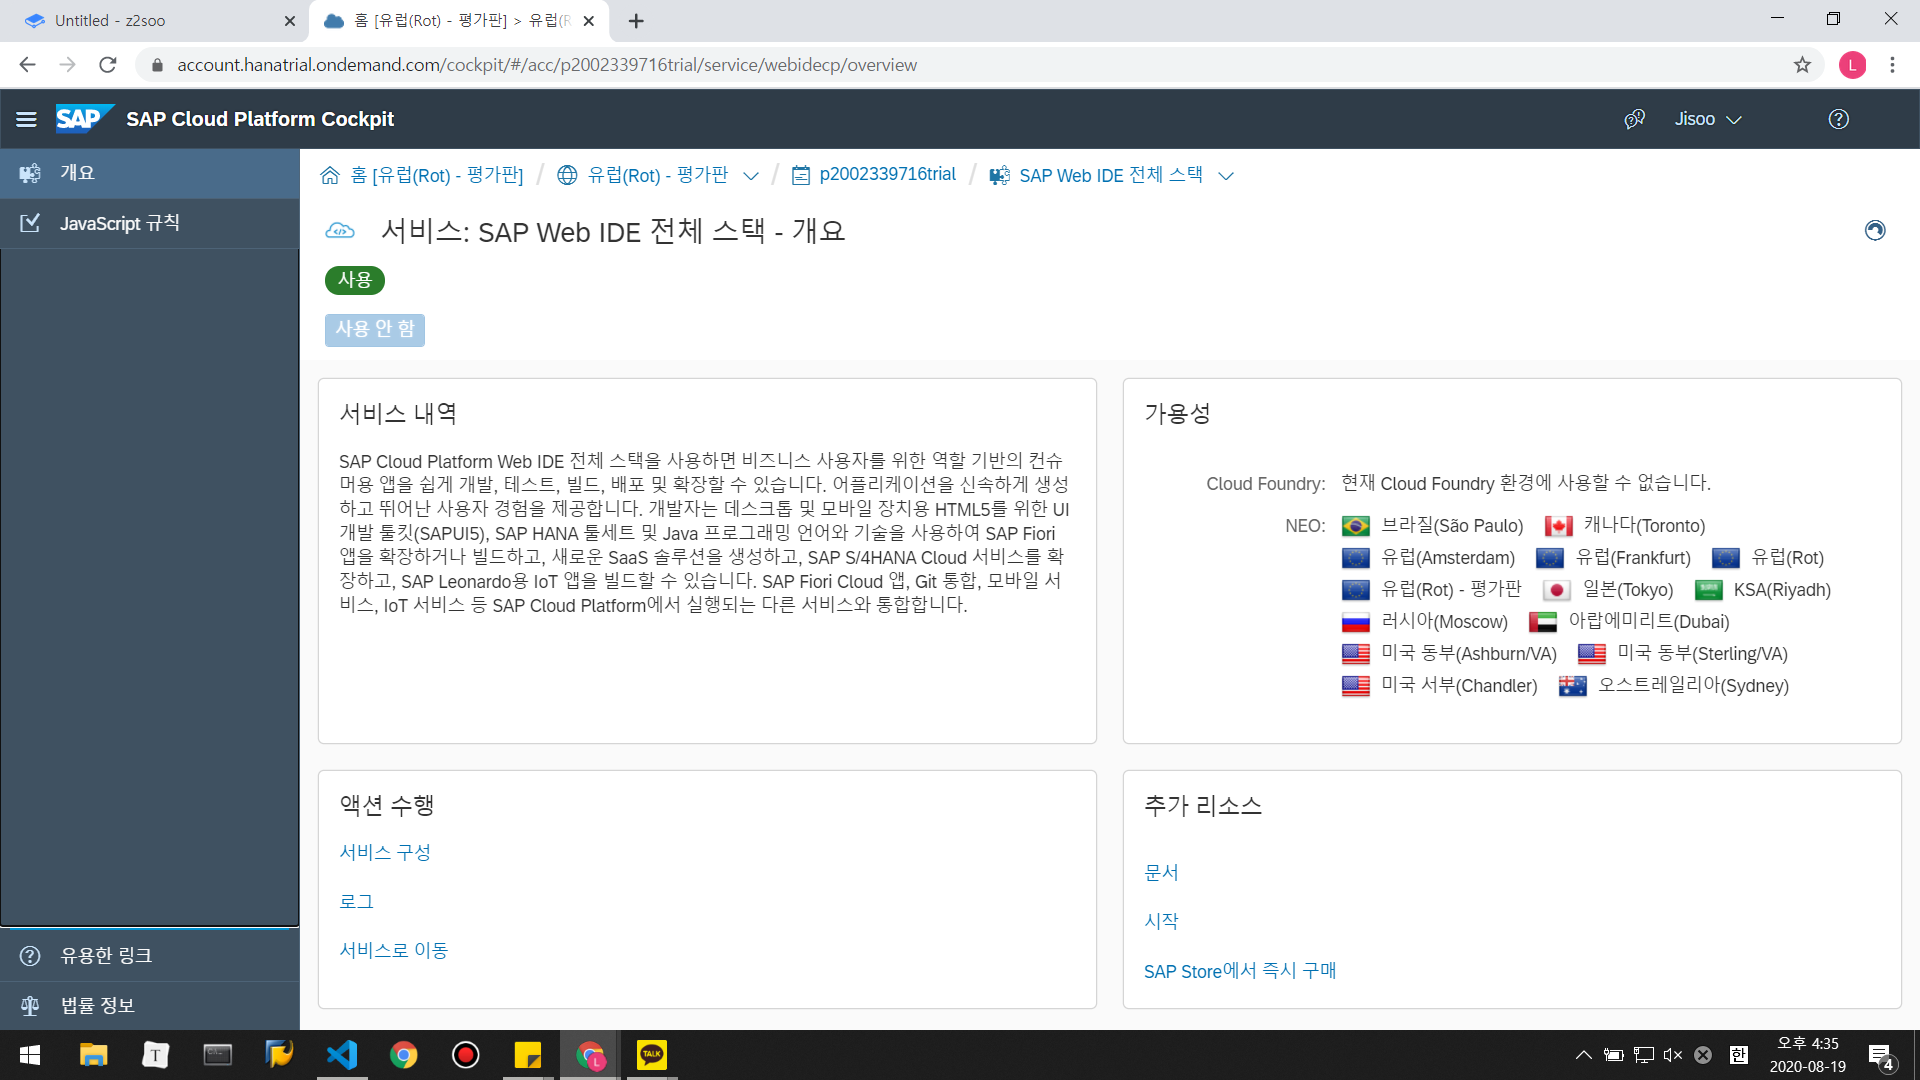 Untitled - z2soo
홈 [유럽(Rot) - 평가판] > 유럽(R
account.hanatrial.ondemand.com/cockpit/#/acc/p2002339716trial/service/webidecp/overview
L
SAP SAP Cloud Platform Cockpit
Jisoo
개요
JavaScript 규칙
홈 [유럽(Rot) - 평가판] / 유럽(Rot) - 평가판 / p2002339716trial / SAP Web IDE 전체 스택
서비스: SAP Web IDE 전체 스택 - 개요
사용
사용 안 함
서비스 내역
SAP Cloud Platform Web IDE 전체 스택을 사용하면 비즈니스 사용자를 위한 역할 기반의 컨슈
머용 앱을 쉽게 개발, 테스트, 빌드, 배포 및 확장할 수 있습니다. 어플리케이션을 신속하게 생성
하고 뛰어난 사용자 경험을 제공합니다. 개발자는 데스크톱 및 모바일 장치용 HTML5를 위한 UI
개발 툴킷(SAPUI5), SAP HANA 툴세트 및 Java 프로그래밍 언어와 기술을 사용하여 SAP Fiori
앱을 확장하거나 빌드하고, 새로운 SaaS 솔루션을 생성하고, SAP S/4HANA Cloud 서비스를 확
장하고, SAP Leonardo용 IoT 앱을 빌드할 수 있습니다. SAP Fiori Cloud 앱, Git 통합, 모바일 서
비스, IoT 서비스 등 SAP Cloud Platform에서 실행되는 다른 서비스와 통합합니다.
가용성
Cloud Foundry: 현재 Cloud Foundry 환경에 사용할 수 없습니다.
NEO: 브라질(São Paulo) 캐나다(Toronto)
유럽(Amsterdam) 유럽(Frankfurt) 유럽(Rot)
유럽(Rot) - 평가판 일본(Tokyo) KSA(Riyadh)
러시아(Moscow) 아랍에미리트(Dubai)
미국 동부(Ashburn/VA) 미국 동부(Sterling/VA)
미국 서부(Chandler) 오스트레일리아(Sydney)
액션 수행
서비스 구성
로그
서비스로 이동
추가 리소스
문서
시작
SAP Store에서 즉시 구매
유용한 링크
법률 정보
T
L
TALK
한
오후 4:35
2020-08-19
4